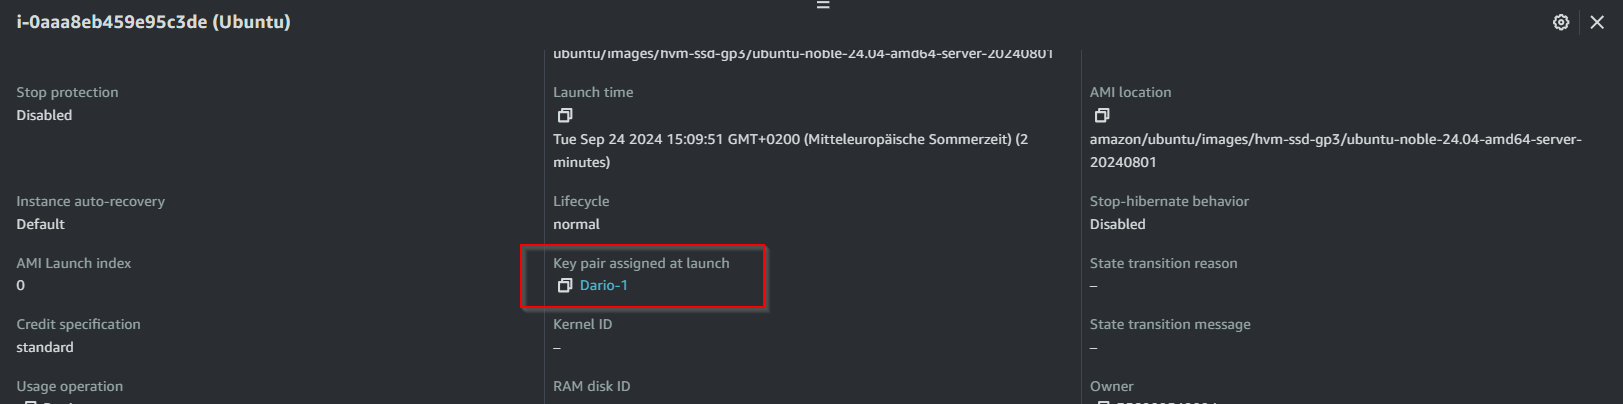 i-0aaa8eb459e95c3de (Ubuntu)
ubuntu/images/hvm-ssd-gp3/ubuntu-noble-24.04-amd64-server-20240801
Stop protection
Disabled
Launch time
Tue Sep 24 2024 15:09:51 GMT+0200 (Mitteleuropäische Sommerzeit) (2
minutes)
AMI location
amazon/ubuntu/images/hvm-ssd-gp3/ubuntu-noble-24.04-amd64-server-
20240801
Instance auto-recovery
Default
Lifecycle
normal
Stop-hibernate behavior
Disabled
AMI Launch index
0
Key pair assigned at launch
Dario-1
State transition reason
–
Credit specification
standard
Kernel ID
–
State transition message
–
Usage operation
RAM disk ID
Owner